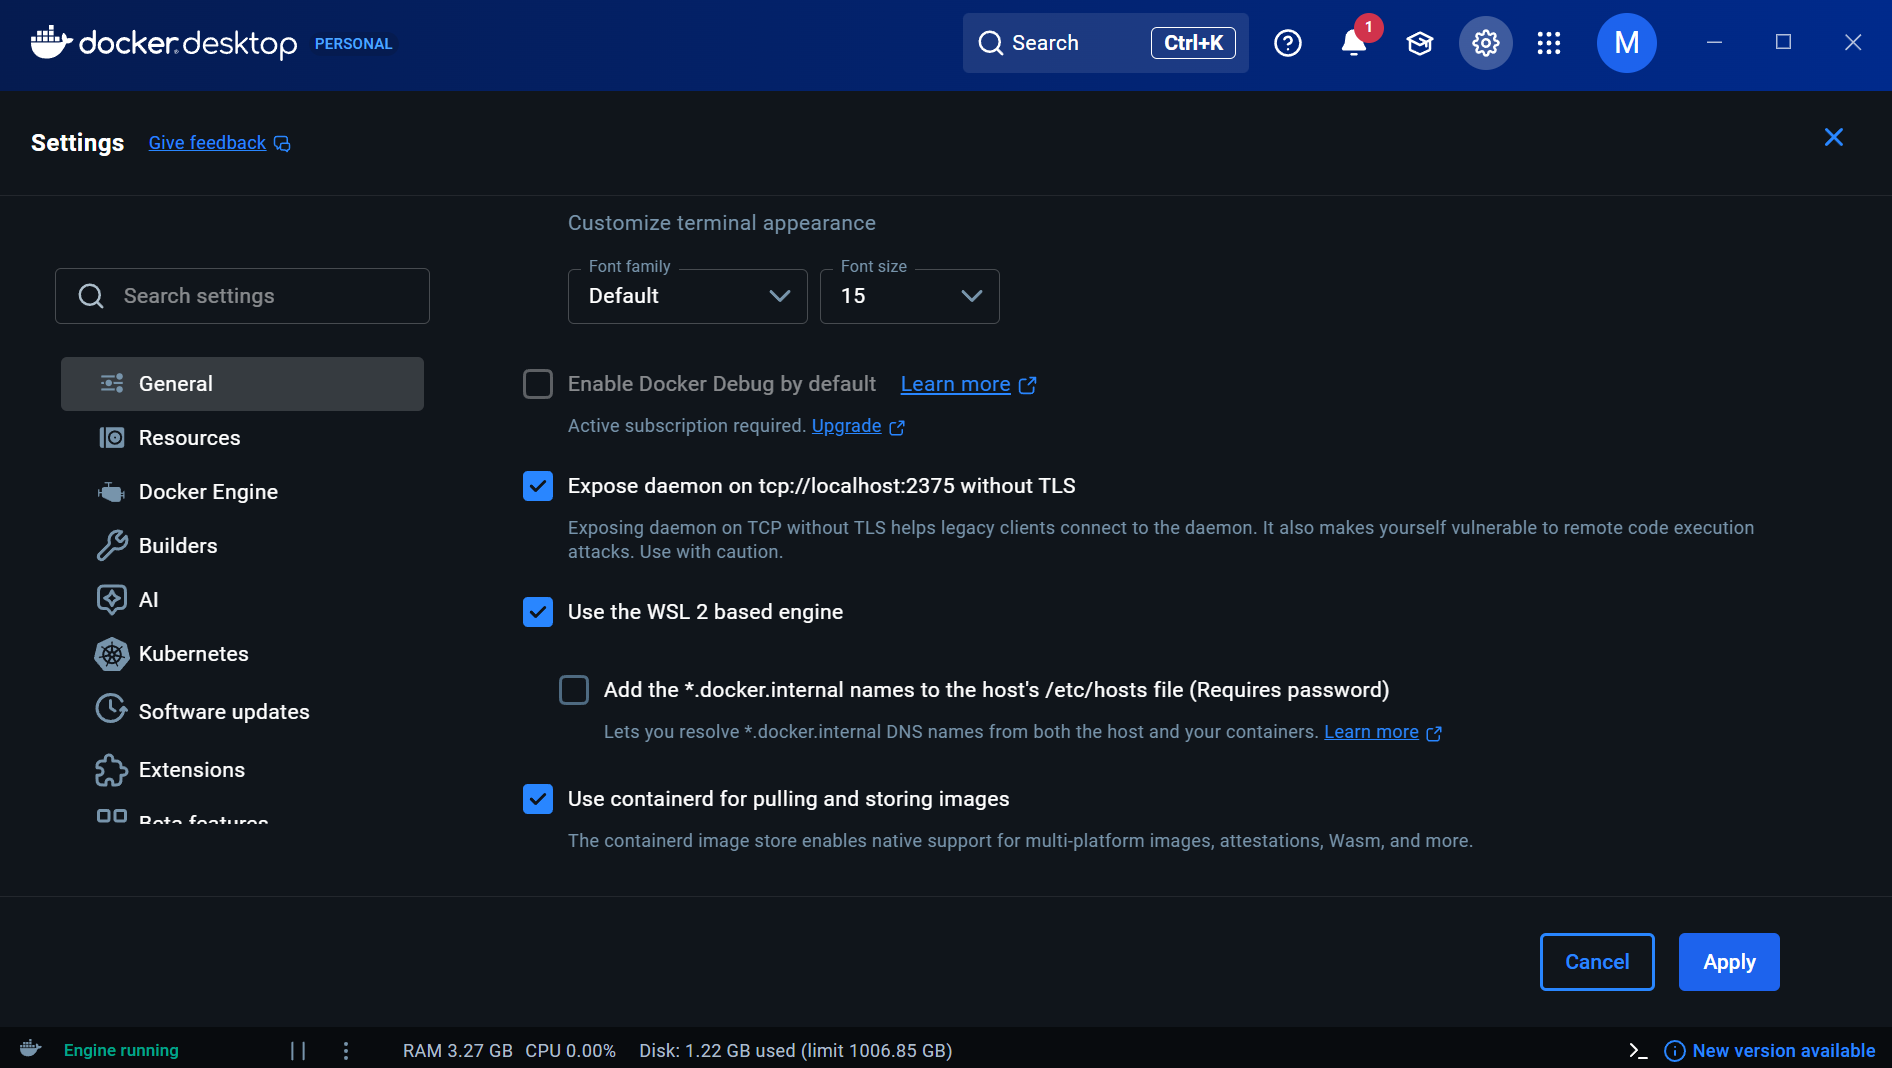 docker.desktop PERSONAL
Search Ctrl+K
1
M
Settings Give feedback
Search settings
General
Resources
Docker Engine
Builders
AI
Kubernetes
Software updates
Extensions
Beta features
Customize terminal appearance
Font family
Default
Font size
15
Enable Docker Debug by default Learn more
Active subscription required. Upgrade
Expose daemon on tcp://localhost:2375 without TLS
Exposing daemon on TCP without TLS helps legacy clients connect to the daemon. It also makes yourself vulnerable to remote code execution
attacks. Use with caution.
Use the WSL 2 based engine
Add the *.docker.internal names to the host's /etc/hosts file (Requires password)
Lets you resolve *.docker.internal DNS names from both the host and your containers. Learn more
Use containerd for pulling and storing images
The containerd image store enables native support for multi-platform images, attestations, Wasm, and more.
Cancel
Apply
Engine running
RAM 3.27 GB CPU 0.00% Disk: 1.22 GB used (limit 1006.85 GB)
New version available